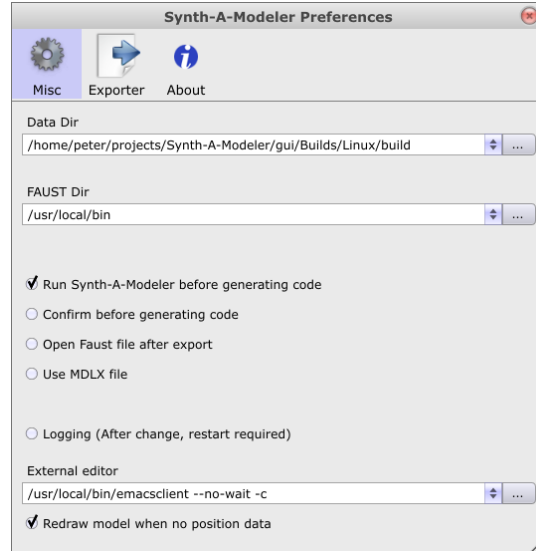 Synth-A-Modeler Preferences
Misc Exporter About
Data Dir
/home/peter/projects/Synth-A-Modeler/gui/Builds/Linux/build
...
FAUST Dir
/usr/local/bin
...
Run Synth-A-Modeler before generating code
Confirm before generating code
Open Faust file after export
Use MDLX file
Logging (After change, restart required)
External editor
/usr/local/bin/emacsclient --no-wait -c
...
Redraw model when no position data